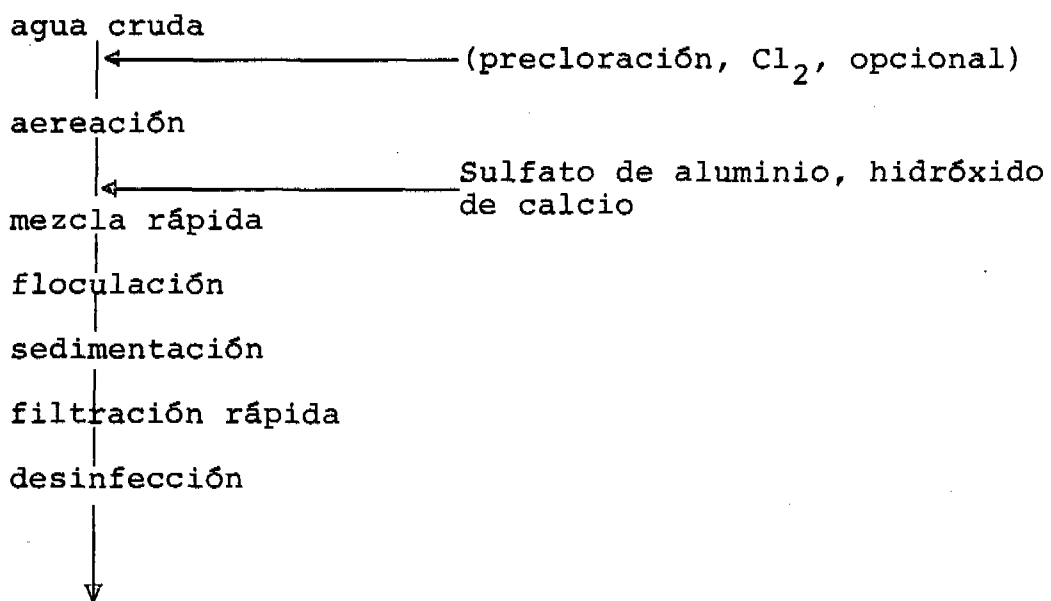 agua cruda
(precloración, Cl2, opcional)
aereación
Sulfato de aluminio, hidróxido
de calcio
mezcla rápida
floculación
sedimentación
filtración rápida
desinfección